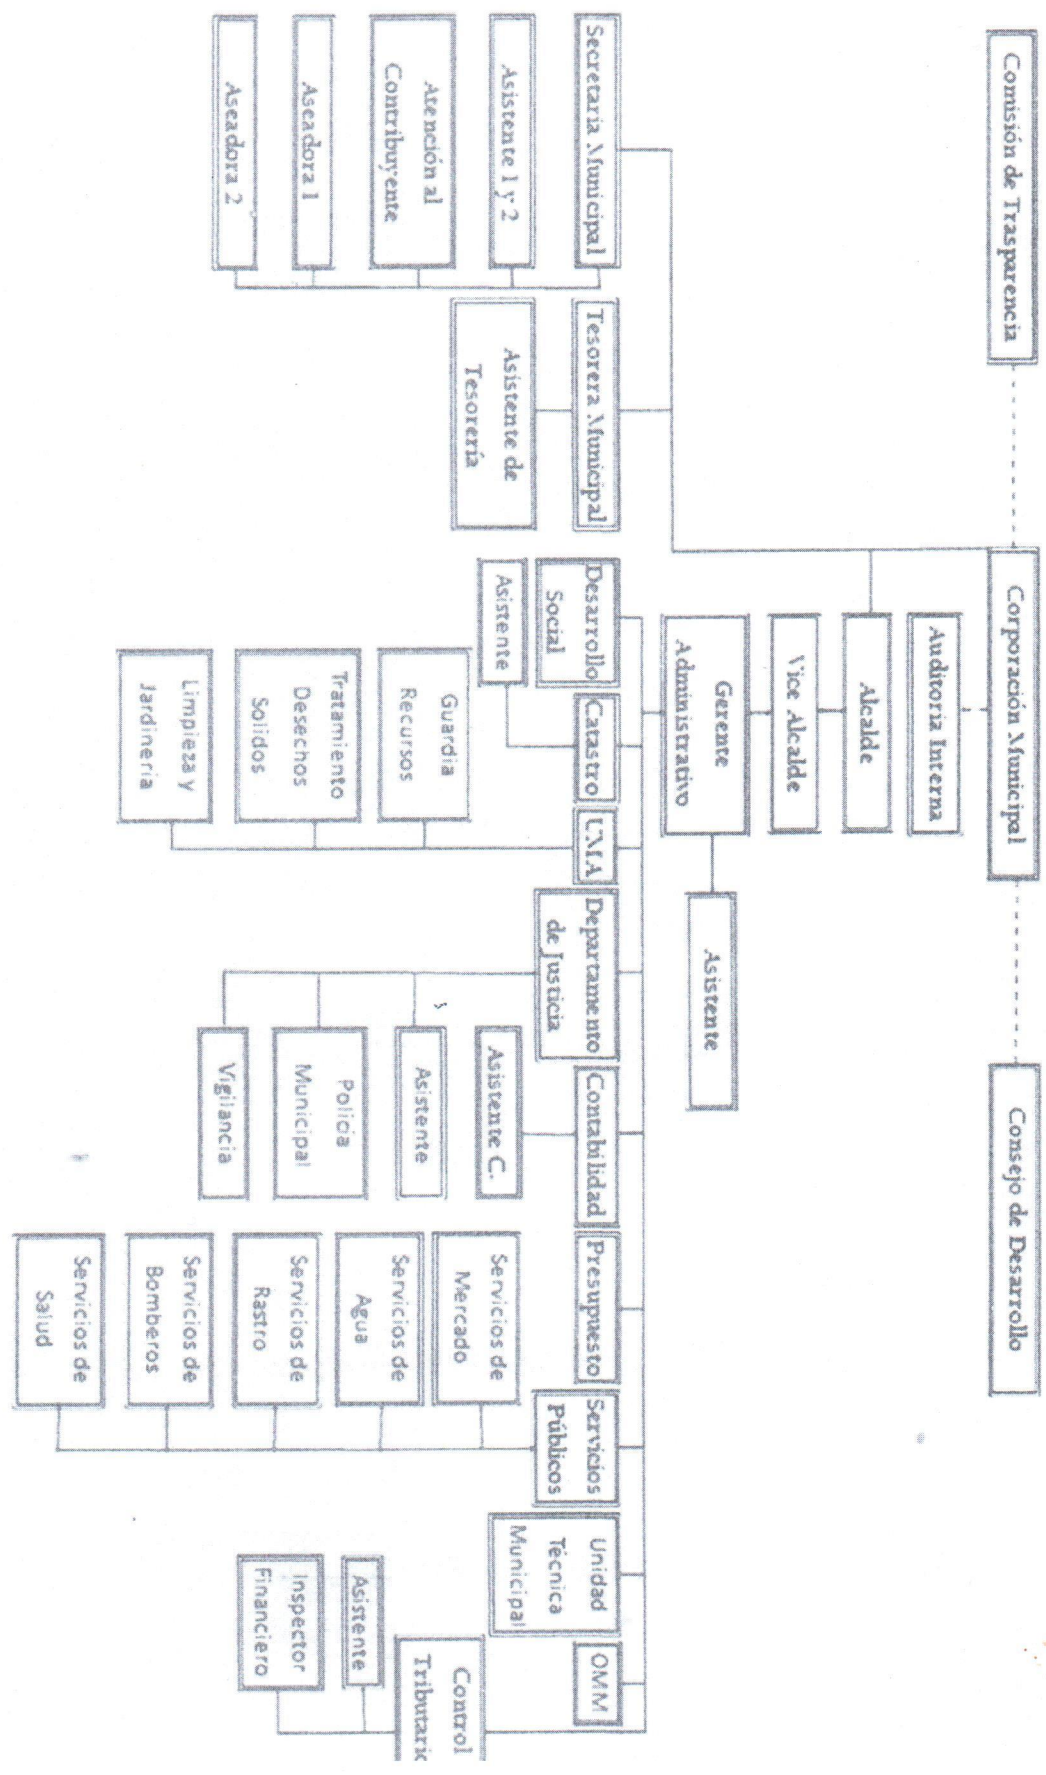 Comisión de Trasparencia
Corporación Municipal
Consejo de Desarrollo
Auditoria Interna
Alcalde
Vice Alcalde
Gerente
Administrativo
Asistente
Secretaria Municipal
Asistente 1 y 2
Atención al
Contribuyente
Aseadora 1
Aseadora 2
Tesorera Municipal
Asistente de
Tesorería
Desarrollo
Social
Catastro
Asistente
UMA
Guardia
Recursos
Tratamiento
Desechos
Solidos
Limpieza y
Jardineria
Departamento
de Justicia
Asistente
Policia
Municipal
Vigilancia
Contabilidad
Asistente C.
Presupuesto
Servicios
Públicos
Servicios de
Mercado
Servicios de
Agua
Servicios de
Rastro
Servicios de
Bomberos
Servicios de
Salud
Unidad
Técnica
Municipal
OMM
Control
Tributaric
Asistente
Inspector
Financiero